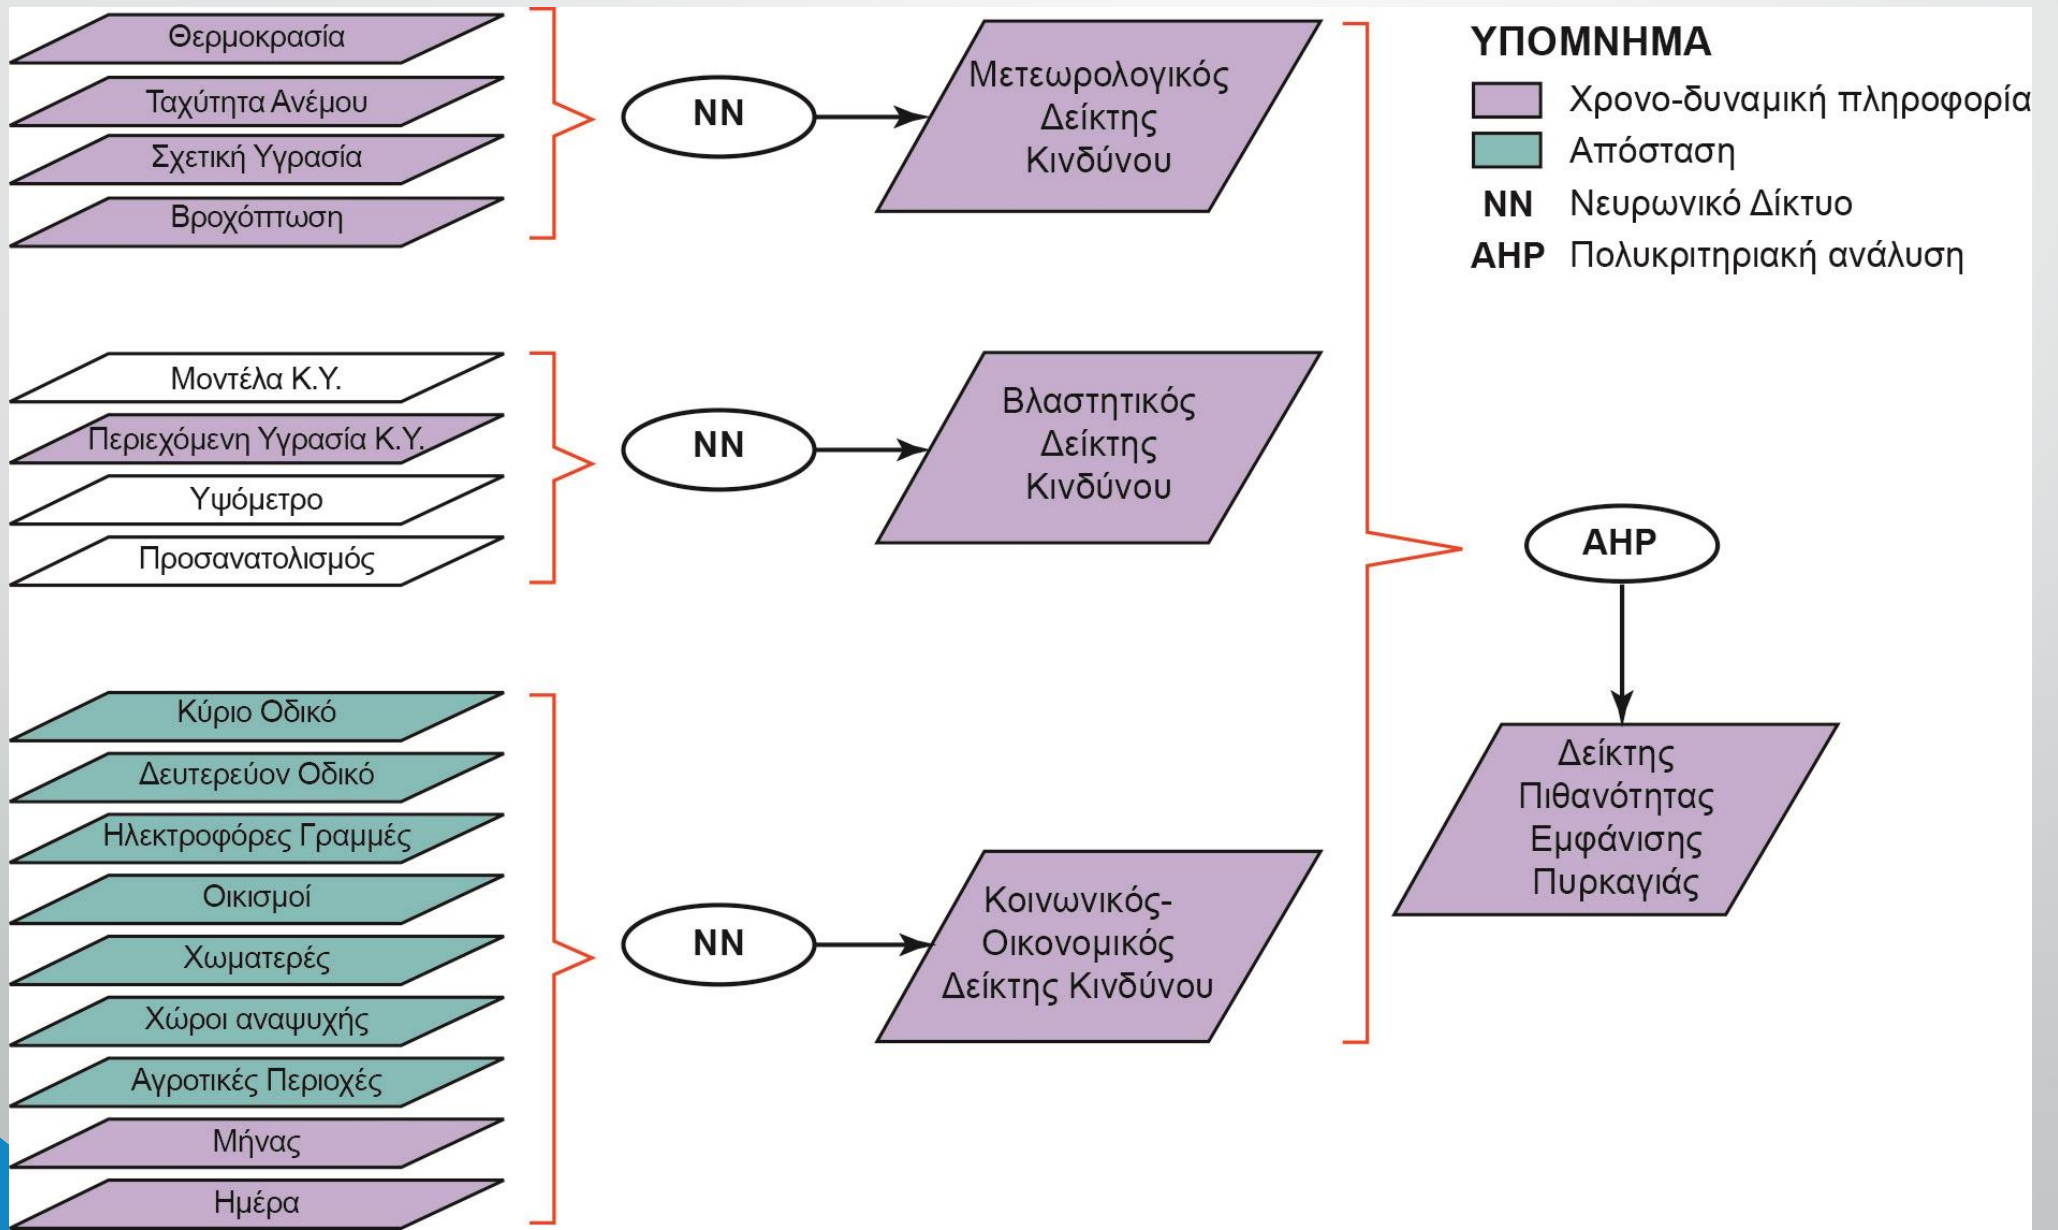 Θερμοκρασία
Ταχύτητα Ανέμου
Σχετική Υγρασία
Βροχόπτωση
NN
Μετεωρολογικός
Δείκτης
Κινδύνου
ΥΠΟΜΝΗΜΑ
Χρονο-δυναμική πληροφορία
Απόσταση
NN Νευρωνικό Δίκτυο
AHP Πολυκριτηριακή ανάλυση
Μοντέλα Κ.Υ.
Περιεχόμενη Υγρασία Κ.Υ.
Υψόμετρο
Προσανατολισμός
NN
Βλαστητικός
Δείκτης
Κινδύνου
Κύριο Οδικό
Δευτερεύον Οδικό
Ηλεκτροφόρες Γραμμές
Οικισμοί
Χωματερές
Χώροι αναψυχής
Αγροτικές Περιοχές
Μήνας
Ημέρα
NN
Κοινωνικός-
Οικονομικός
Δείκτης Κινδύνου
AHP
Δείκτης
Πιθανότητας
Εμφάνισης
Πυρκαγιάς